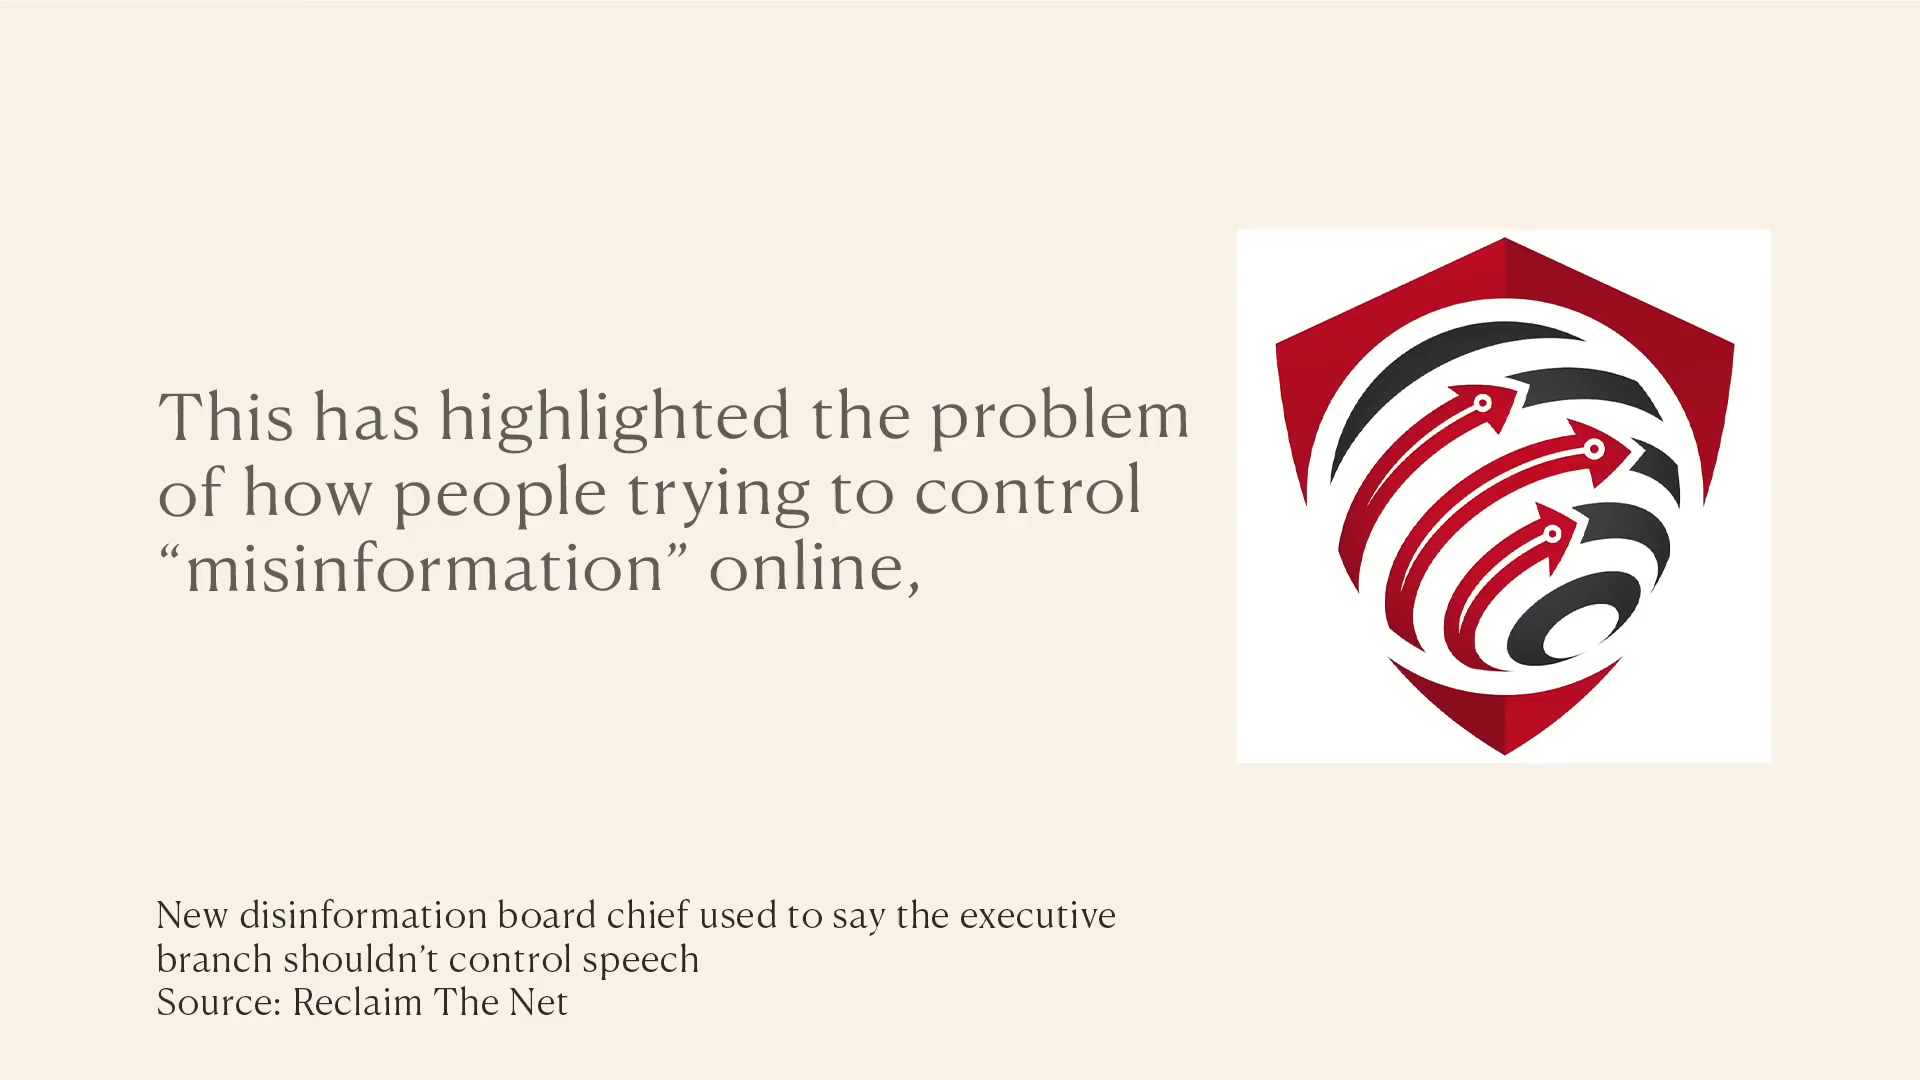 This has highlighted the problem
of how people trying to control
“misinformation” online,
New disinformation board chief used to say the executive
branch shouldn’t control speech
Source: Reclaim The Net